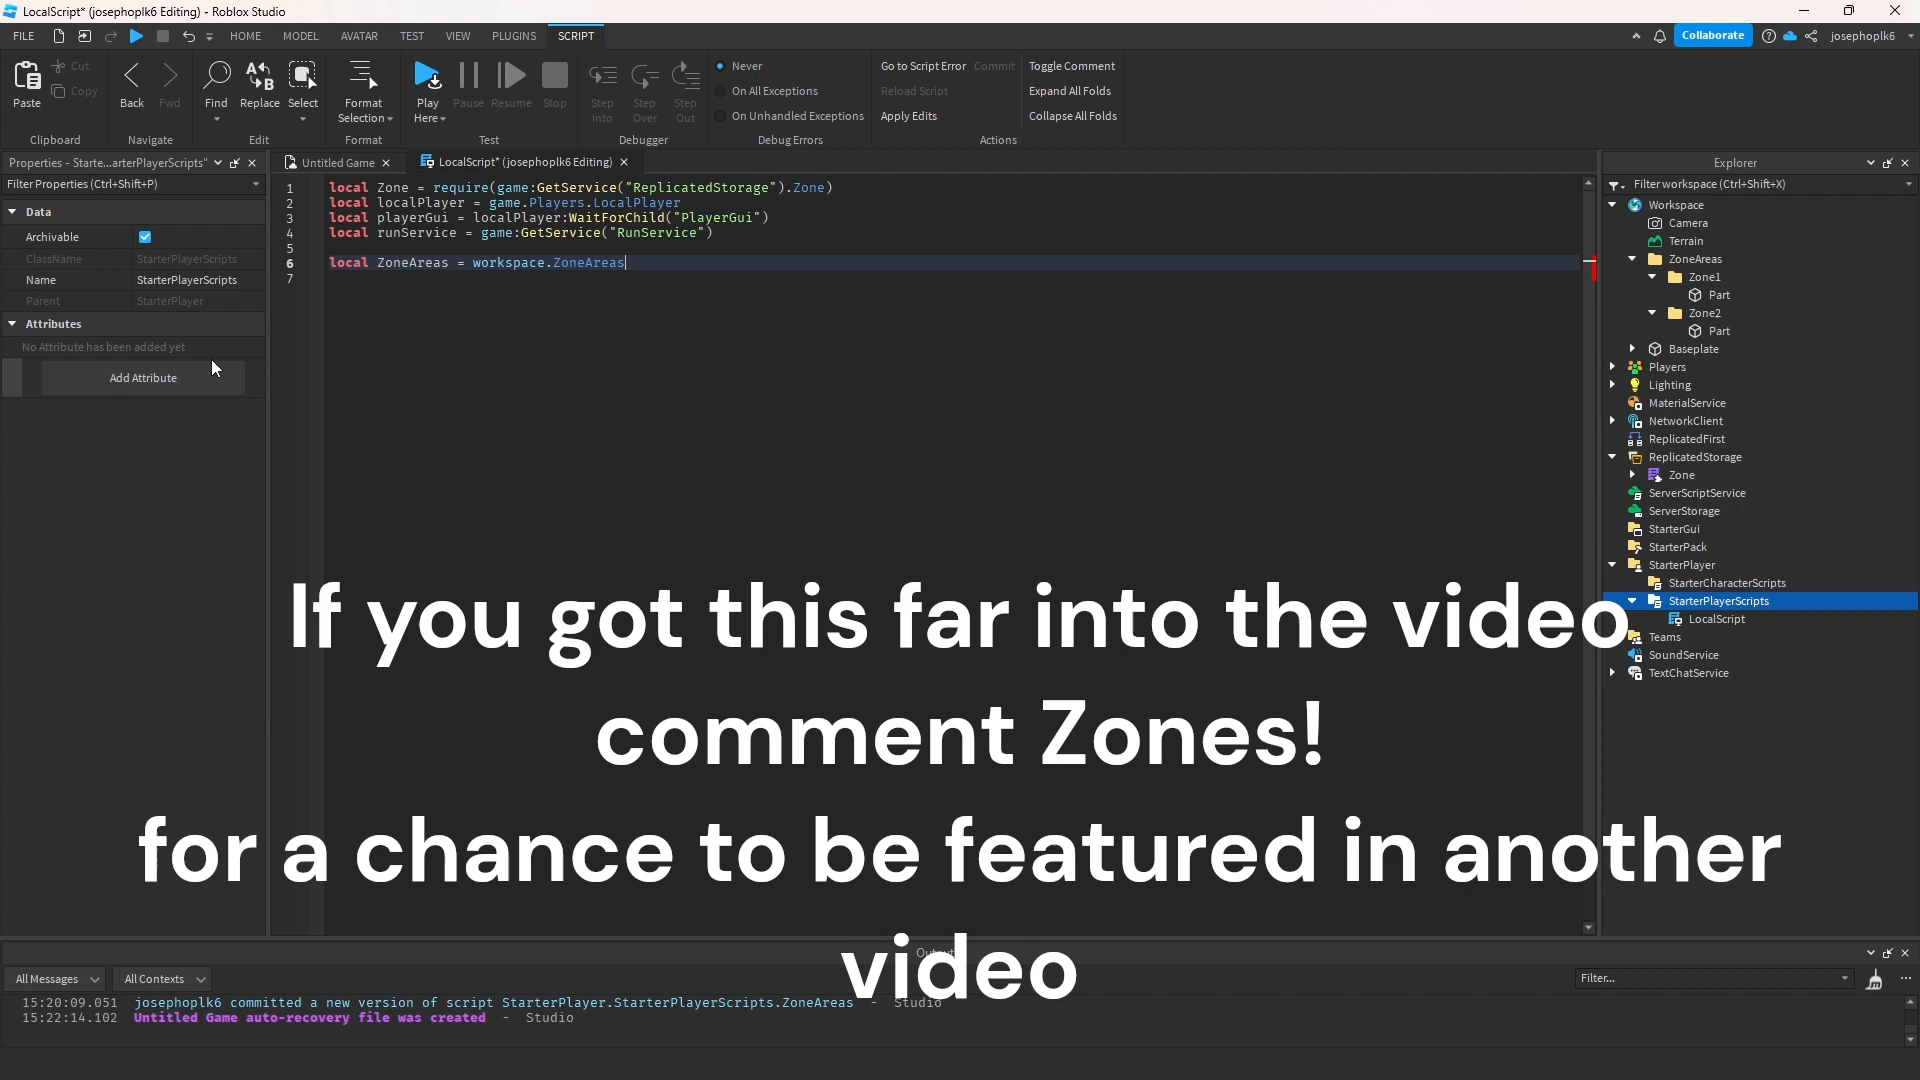 LocalScript* (josephoplk6 Editing) - Roblox Studio
FILE HOME MODEL AVATAR TEST VIEW PLUGINS SCRIPT Collaborate josephoplk6
Paste Cut Copy Clipboard
Back Fwd Navigate
Find Replace Select Edit
Format Selection Format
Play Here Pause Resume Stop Test
Step Into Step Over Step Out Debugger
Never
On All Exceptions
On Unhandled Exceptions
Debug Errors
Go to Script Error Commit
Reload Script
Apply Edits
Toggle Comment
Expand All Folds
Collapse All Folds
Actions
Properties - Starte...arterPlayerScripts"
Filter Properties (Ctrl+Shift+P)
Data
Archivable
ClassName StarterPlayerScripts
Name StarterPlayerScripts
Parent StarterPlayer
Attributes
No Attribute has been added yet
Add Attribute
Untitled Game
LocalScript* (josephoplk6 Editing)
1 local Zone = require(game:GetService("ReplicatedStorage").Zone)
2 local localPlayer = game.Players.LocalPlayer
3 local playerGui = localPlayer:WaitForChild("PlayerGui")
4 local runService = game:GetService("RunService")
5
6 local ZoneAreas = workspace.ZoneAreas
7
Explorer
Filter workspace (Ctrl+Shift+X)
Workspace
Camera
Terrain
ZoneAreas
Zone1
Part
Zone2
Part
Baseplate
Players
Lighting
MaterialService
NetworkClient
ReplicatedFirst
ReplicatedStorage
Zone
ServerScriptService
ServerStorage
StarterGui
StarterPack
StarterPlayer
StarterCharacterScripts
StarterPlayerScripts
LocalScript
Teams
SoundService
TextChatService
If you got this far into the video
comment Zones!
for a chance to be featured in another
video
All Messages All Contexts Filter...
15:20:09.051 josephoplk6 committed a new version of script StarterPlayer.StarterPlayerScripts.ZoneAreas - Studio
15:22:14.102 Untitled Game auto-recovery file was created - Studio